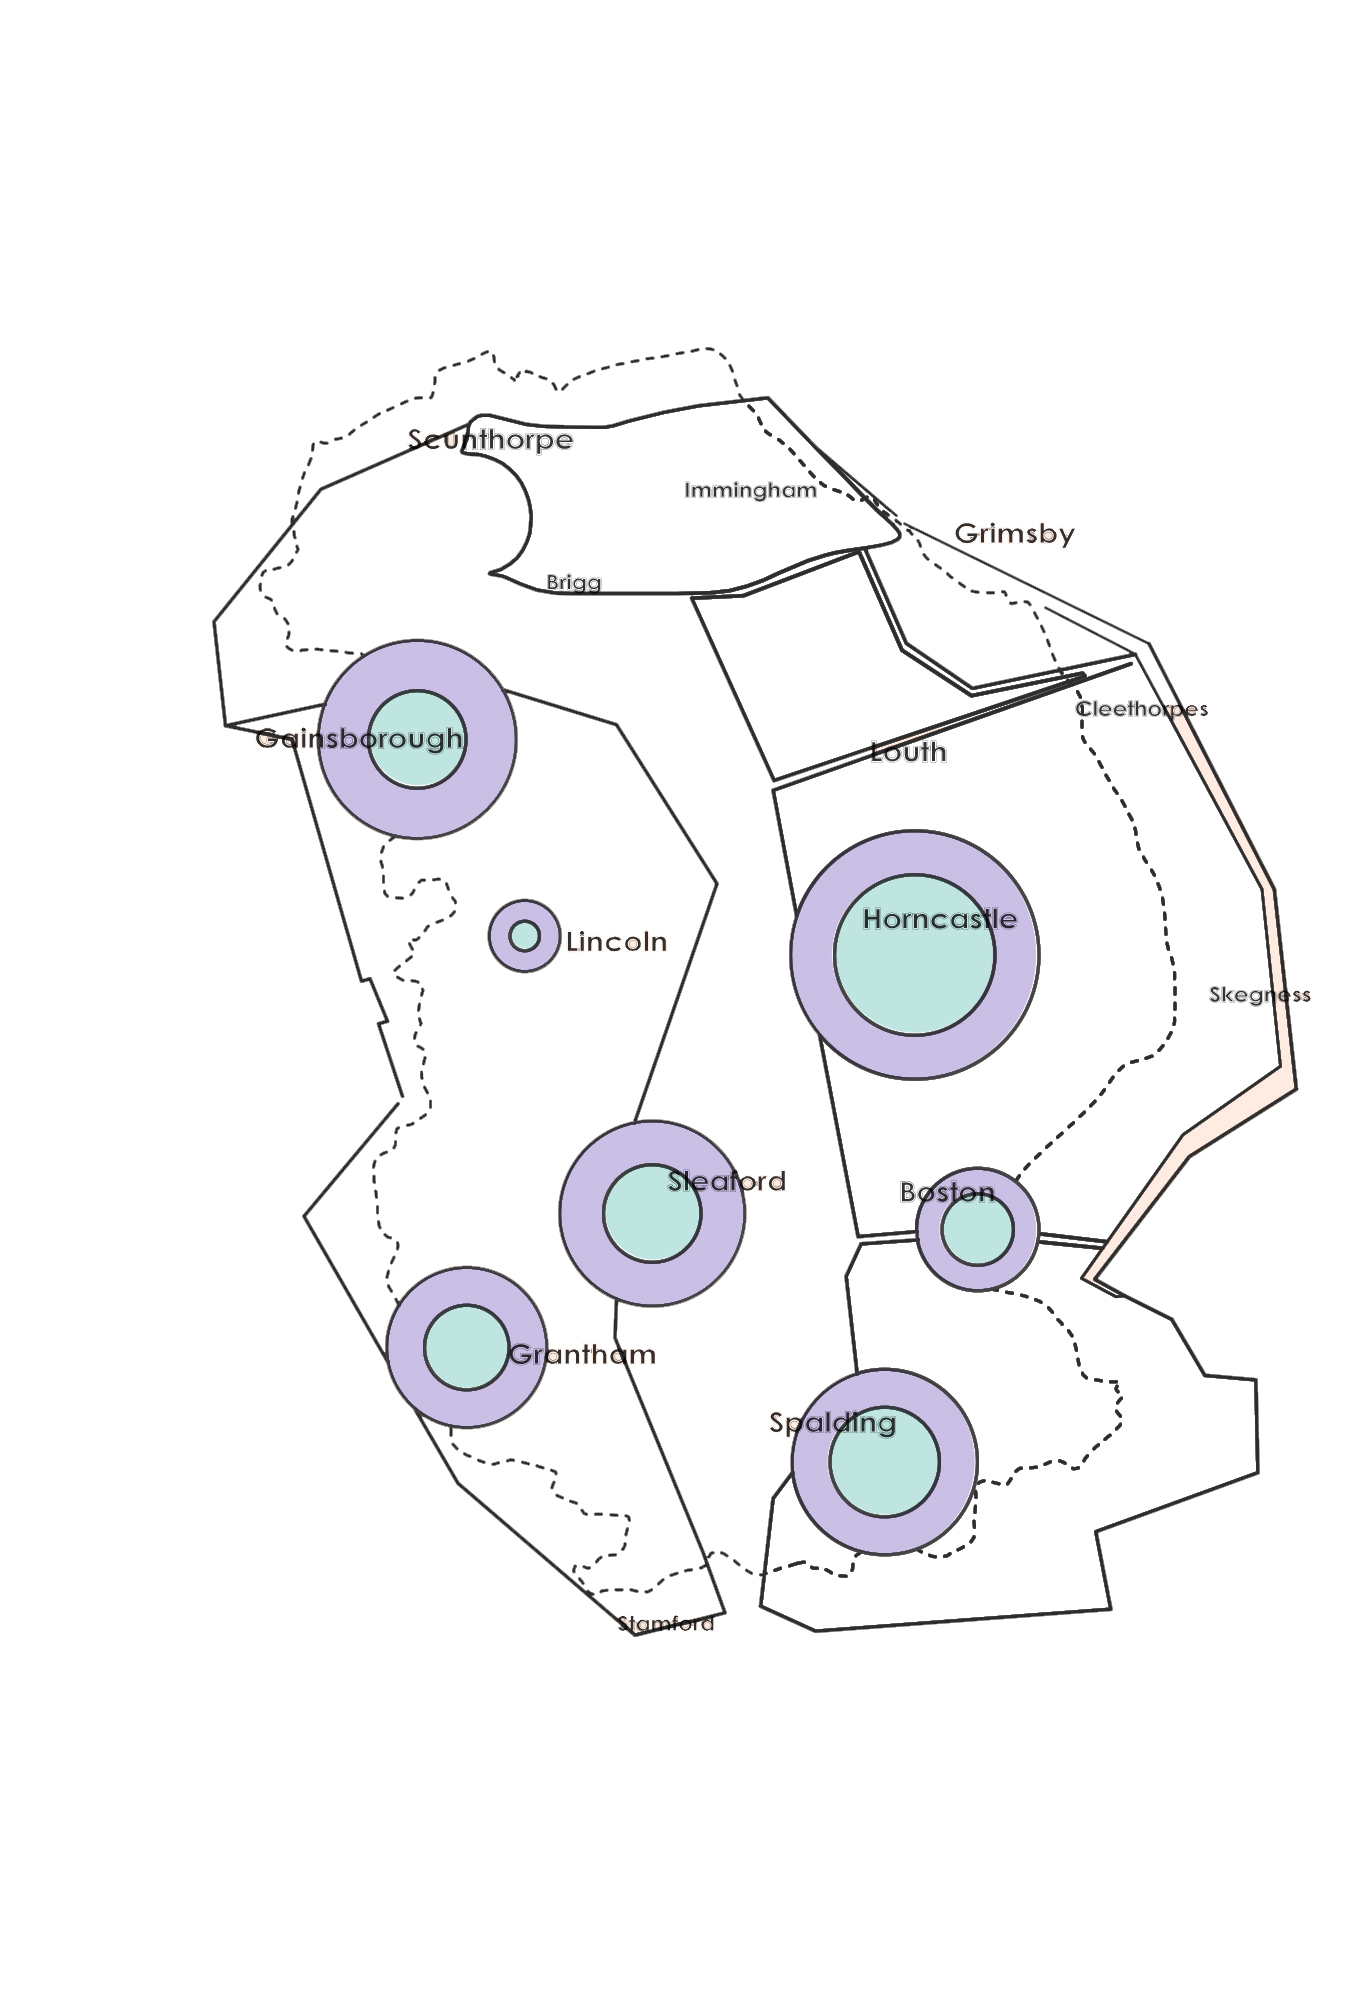 Scunthorpe
Immingham
Grimsby
Brigg
Cleethorpes
Gainsborough
Louth
Horncastle
Lincoln
Skegness
Sleaford
Boston
Grantham
Spalding
Stamford